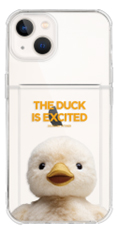 THE DUCK
IS EXCITED